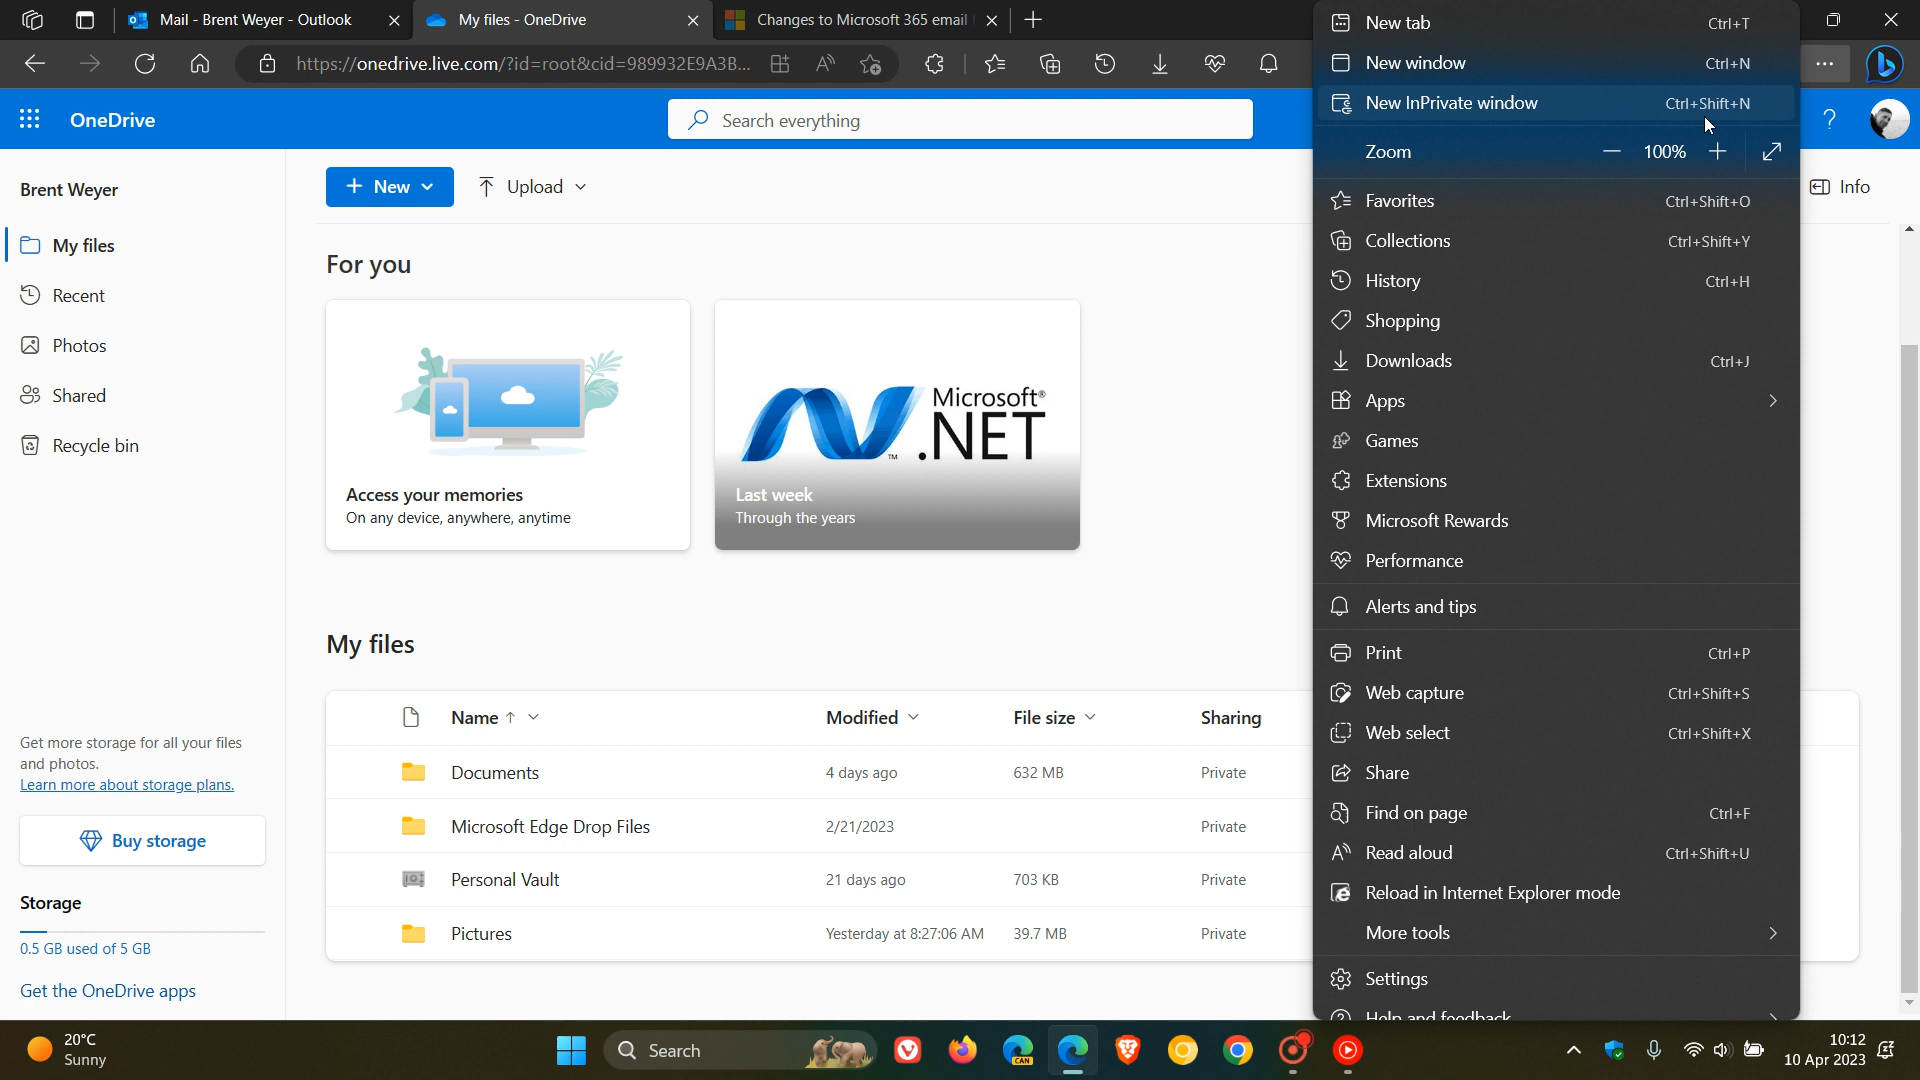 Mail - Brent Weyer - Outlook
My files - OneDrive
Changes to Microsoft 365 email
https://onedrive.live.com/?id=root&cid=989932E9A3B...
OneDrive
Search everything
Brent Weyer
My files
Recent
Photos
Shared
Recycle bin
Get more storage for all your files
and photos.
Learn more about storage plans.
Buy storage
Storage
0.5 GB used of 5 GB
Get the OneDrive apps
New
Upload
Info
For you
Access your memories
On any device, anywhere, anytime
Microsoft®
.NET
TM
Last week
Through the years
My files
Name Modified File size Sharing
Documents 4 days ago 632 MB Private
Microsoft Edge Drop Files 2/21/2023 Private
Personal Vault 21 days ago 703 KB Private
Pictures Yesterday at 8:27:06 AM 39.7 MB Private
New tab Ctrl+T
New window Ctrl+N
New InPrivate window Ctrl+Shift+N
Zoom 100%
Favorites Ctrl+Shift+O
Collections Ctrl+Shift+Y
History Ctrl+H
Shopping
Downloads Ctrl+J
Apps
Games
Extensions
Microsoft Rewards
Performance
Alerts and tips
Print Ctrl+P
Web capture Ctrl+Shift+S
Web select Ctrl+Shift+X
Share
Find on page Ctrl+F
Read aloud Ctrl+Shift+U
Reload in Internet Explorer mode
More tools
Settings
Help and feedback
20°C
Sunny
Search
CAN
10:12
10 Apr 2023